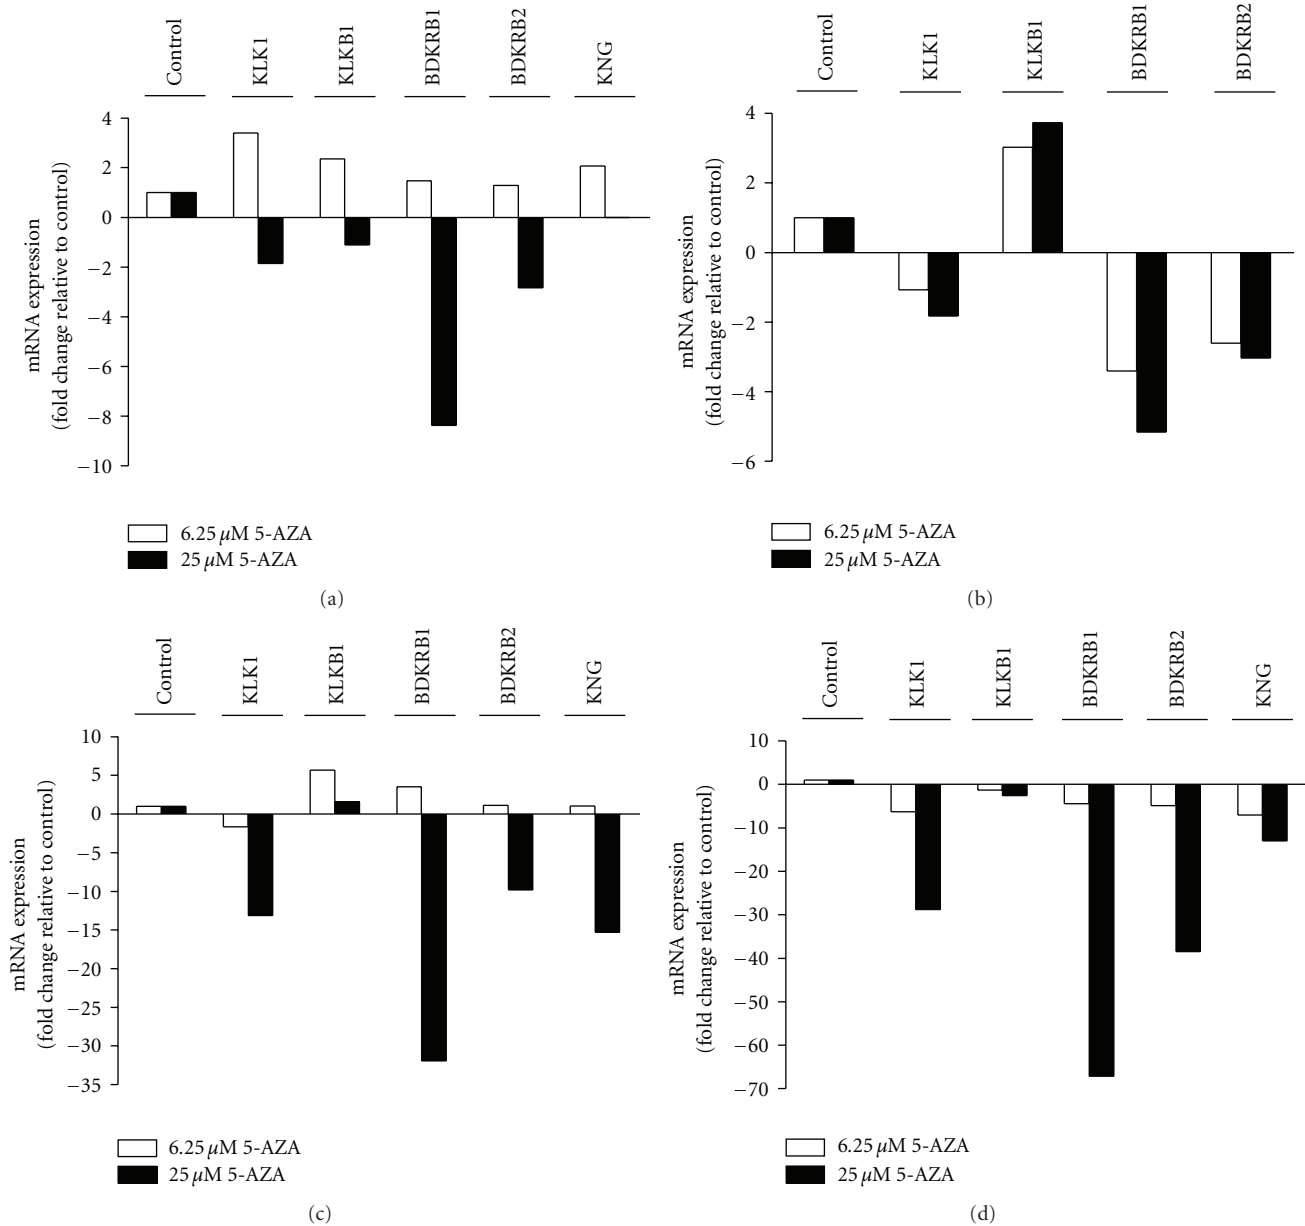 Control
KLK1
KLKB1
BDKRB1
BDKRB2
KNG
mRNA expression
(fold change relative to control)
4
2
0
−2
−4
−6
−8
−10
6.25 μM 5-AZA
25 μM 5-AZA
(a)
Control
KLK1
KLKB1
BDKRB1
BDKRB2
mRNA expression
(fold change relative to control)
4
2
0
−2
−4
−6
6.25 μM 5-AZA
25 μM 5-AZA
(b)
Control
KLK1
KLKB1
BDKRB1
BDKRB2
KNG
mRNA expression
(fold change relative to control)
10
5
0
−5
−10
−15
−20
−25
−30
−35
6.25 μM 5-AZA
25 μM 5-AZA
(c)
Control
KLK1
KLKB1
BDKRB1
BDKRB2
KNG
mRNA expression
(fold change relative to control)
10
0
−10
−20
−30
−40
−50
−60
−70
6.25 μM 5-AZA
25 μM 5-AZA
(d)